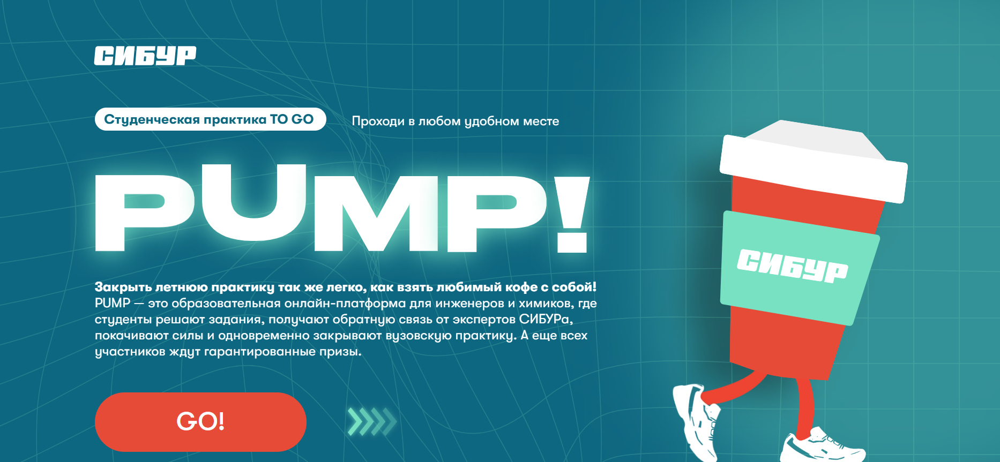 СИБУР
Студенческая практика TO GO
Проходи в любом удобном месте
PUMP!
Закрыть летнюю практику так же легко, как взять любимый кофе с собой!
PUMP — это образовательная онлайн-платформа для инженеров и химиков, где
студенты решают задания, получают обратную связь от экспертов СИБУРа,
покачивают силы и одновременно закрывают вузовскую практику. А еще всех
участников ждут гарантированные призы.
GO!
СИБУР